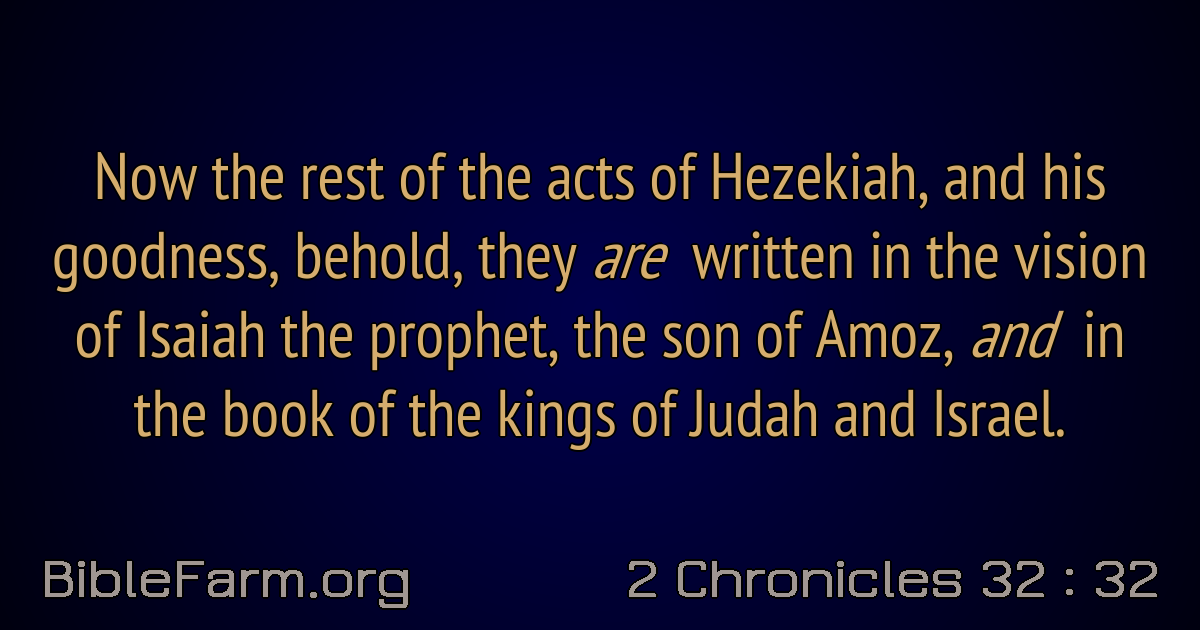 Now the rest of the acts of Hezekiah, and his
goodness, behold, they are written in the vision
of Isaiah the prophet, the son of Amoz, and in
the book of the kings of Judah and Israel.
BibleFarm.org
2 Chronicles 32 : 32